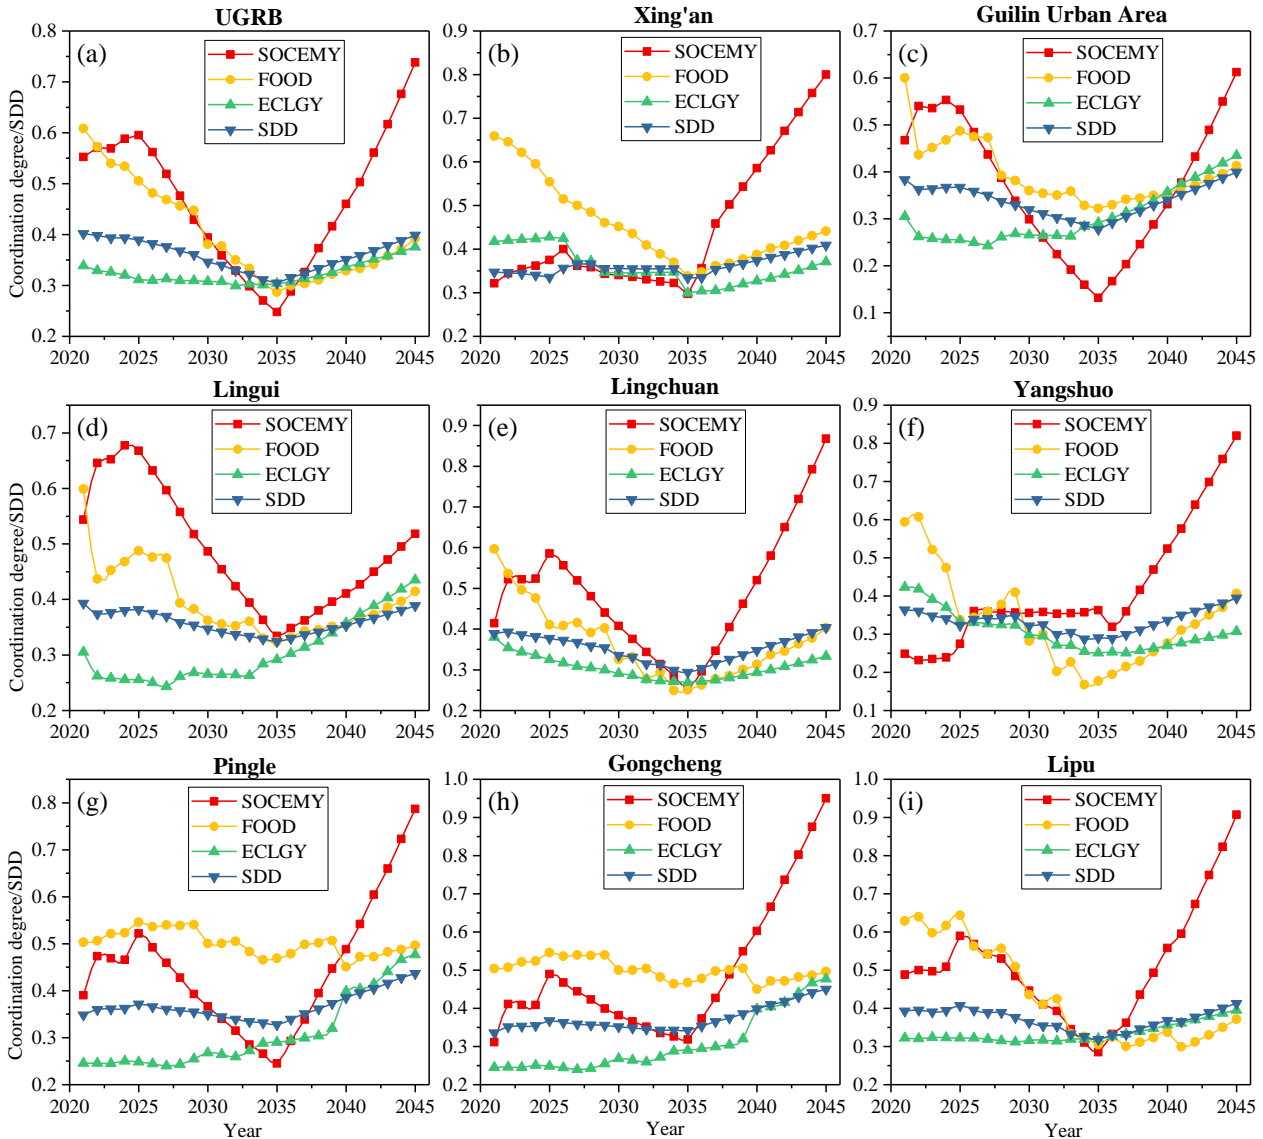 UGRB
Xing'an
Guilin Urban Area
(a)
SOCEMY
FOOD
ECLGY
SDD
Coordination degree/SDD
0.8
0.7
0.6
0.5
0.4
0.3
0.2
2020 2025 2030 2035 2040 2045
(b)
SOCEMY
FOOD
ECLGY
SDD
0.9
0.8
0.7
0.6
0.5
0.4
0.3
0.2
2020 2025 2030 2035 2040 2045
(c)
SOCEMY
FOOD
ECLGY
SDD
0.7
0.6
0.5
0.4
0.3
0.2
0.1
2020 2025 2030 2035 2040 2045
Lingui
Lingchuan
Yangshuo
(d)
SOCEMY
FOOD
ECLGY
SDD
Coordination degree/SDD
0.7
0.6
0.5
0.4
0.3
0.2
2020 2025 2030 2035 2040 2045
(e)
SOCEMY
FOOD
ECLGY
SDD
0.9
0.8
0.7
0.6
0.5
0.4
0.3
0.2
2020 2025 2030 2035 2040 2045
(f)
SOCEMY
FOOD
ECLGY
SDD
0.9
0.8
0.7
0.6
0.5
0.4
0.3
0.2
0.1
2020 2025 2030 2035 2040 2045
Pingle
Gongcheng
Lipu
(g)
SOCEMY
FOOD
ECLGY
SDD
Coordination degree/SDD
0.8
0.7
0.6
0.5
0.4
0.3
0.2
2020 2025 2030 2035 2040 2045
Year
(h)
SOCEMY
FOOD
ECLGY
SDD
1.0
0.9
0.8
0.7
0.6
0.5
0.4
0.3
0.2
2020 2025 2030 2035 2040 2045
Year
(i)
SOCEMY
FOOD
ECLGY
SDD
1.0
0.9
0.8
0.7
0.6
0.5
0.4
0.3
0.2
2020 2025 2030 2035 2040 2045
Year